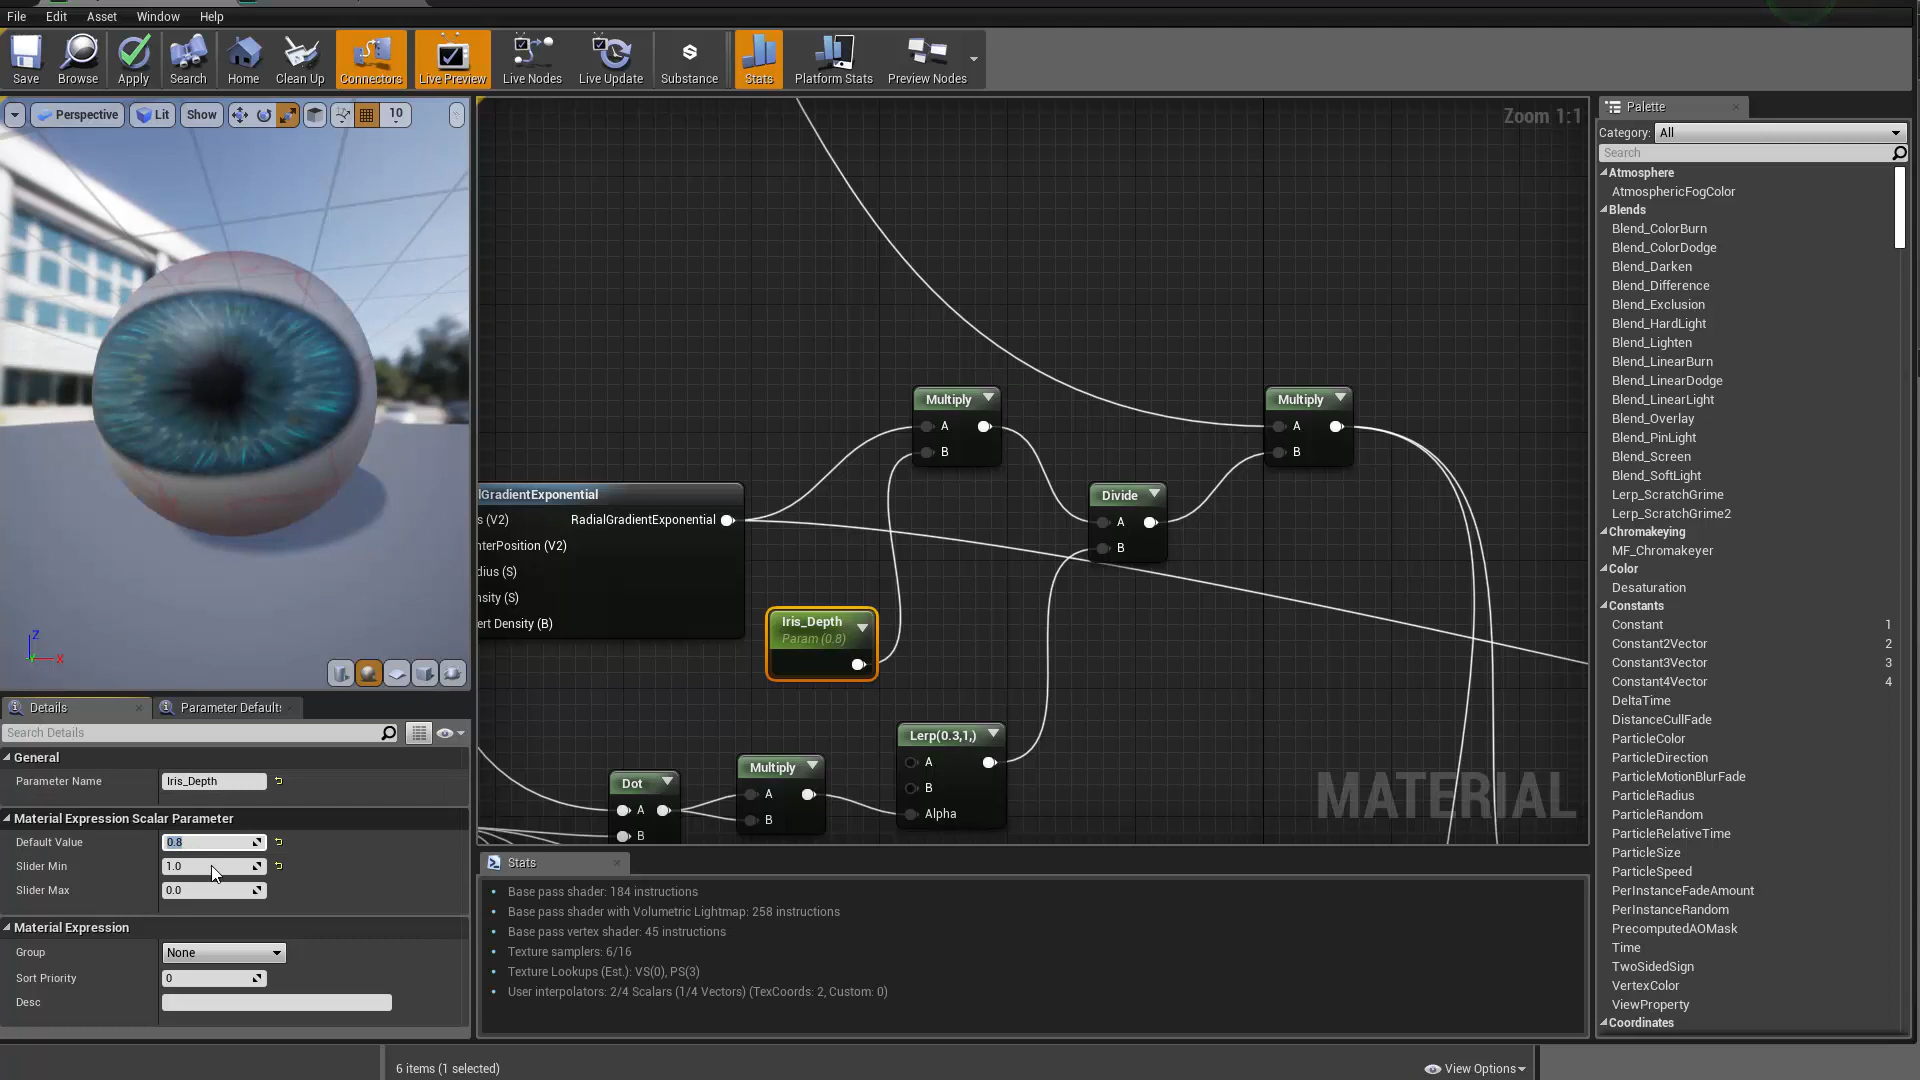 File Edit Asset Window Help
Save Browse Apply Search Home Clean Up Connectors Live Preview Live Nodes Live Update Substance Stats Platform Stats Preview Nodes
Perspective Lit Show 10
Z
X
Details Parameter Default
Search Details
General
Parameter Name Iris_Depth
Material Expression Scalar Parameter
Default Value 0.8
Slider Min 1.0
Slider Max 0.0
Material Expression
Group None
Sort Priority 0
Desc
Zoom 1:1
Multiply
A
B
Multiply
A
B
Divide
A
B
lGradientExponential
s (V2) RadialGradientExponential
nterPosition (V2)
dius (S)
nsity (S)
ert Density (B)
Iris_Depth
Param (0.8)
Lerp(0.3,1,)
A
B
Alpha
Multiply
A
B
Dot
A
B
MATERIAL
Stats
Base pass shader: 184 instructions
Base pass shader with Volumetric Lightmap: 258 instructions
Base pass vertex shader: 45 instructions
Texture samplers: 6/16
Texture Lookups (Est.): VS(0), PS(3)
User interpolators: 2/4 Scalars (1/4 Vectors) (TexCoords: 2, Custom: 0)
6 items (1 selected) View Options
Palette
Category: All
Search
Atmosphere
AtmosphericFogColor
Blends
Blend_ColorBurn
Blend_ColorDodge
Blend_Darken
Blend_Difference
Blend_Exclusion
Blend_HardLight
Blend_Lighten
Blend_LinearBurn
Blend_LinearDodge
Blend_LinearLight
Blend_Overlay
Blend_PinLight
Blend_Screen
Blend_SoftLight
Lerp_ScratchGrime
Lerp_ScratchGrime2
Chromakeying
MF_Chromakeyer
Color
Desaturation
Constants
Constant 1
Constant2Vector 2
Constant3Vector 3
Constant4Vector 4
DeltaTime
DistanceCullFade
ParticleColor
ParticleDirection
ParticleMotionBlurFade
ParticleRadius
ParticleRandom
ParticleRelativeTime
ParticleSize
ParticleSpeed
PerInstanceFadeAmount
PerInstanceRandom
PrecomputedAOMask
Time
TwoSidedSign
VertexColor
ViewProperty
Coordinates